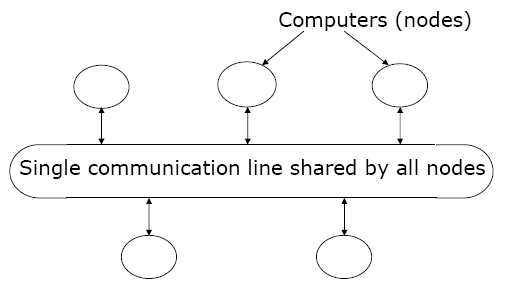 Computers (nodes)
Single communication line shared by all nodes